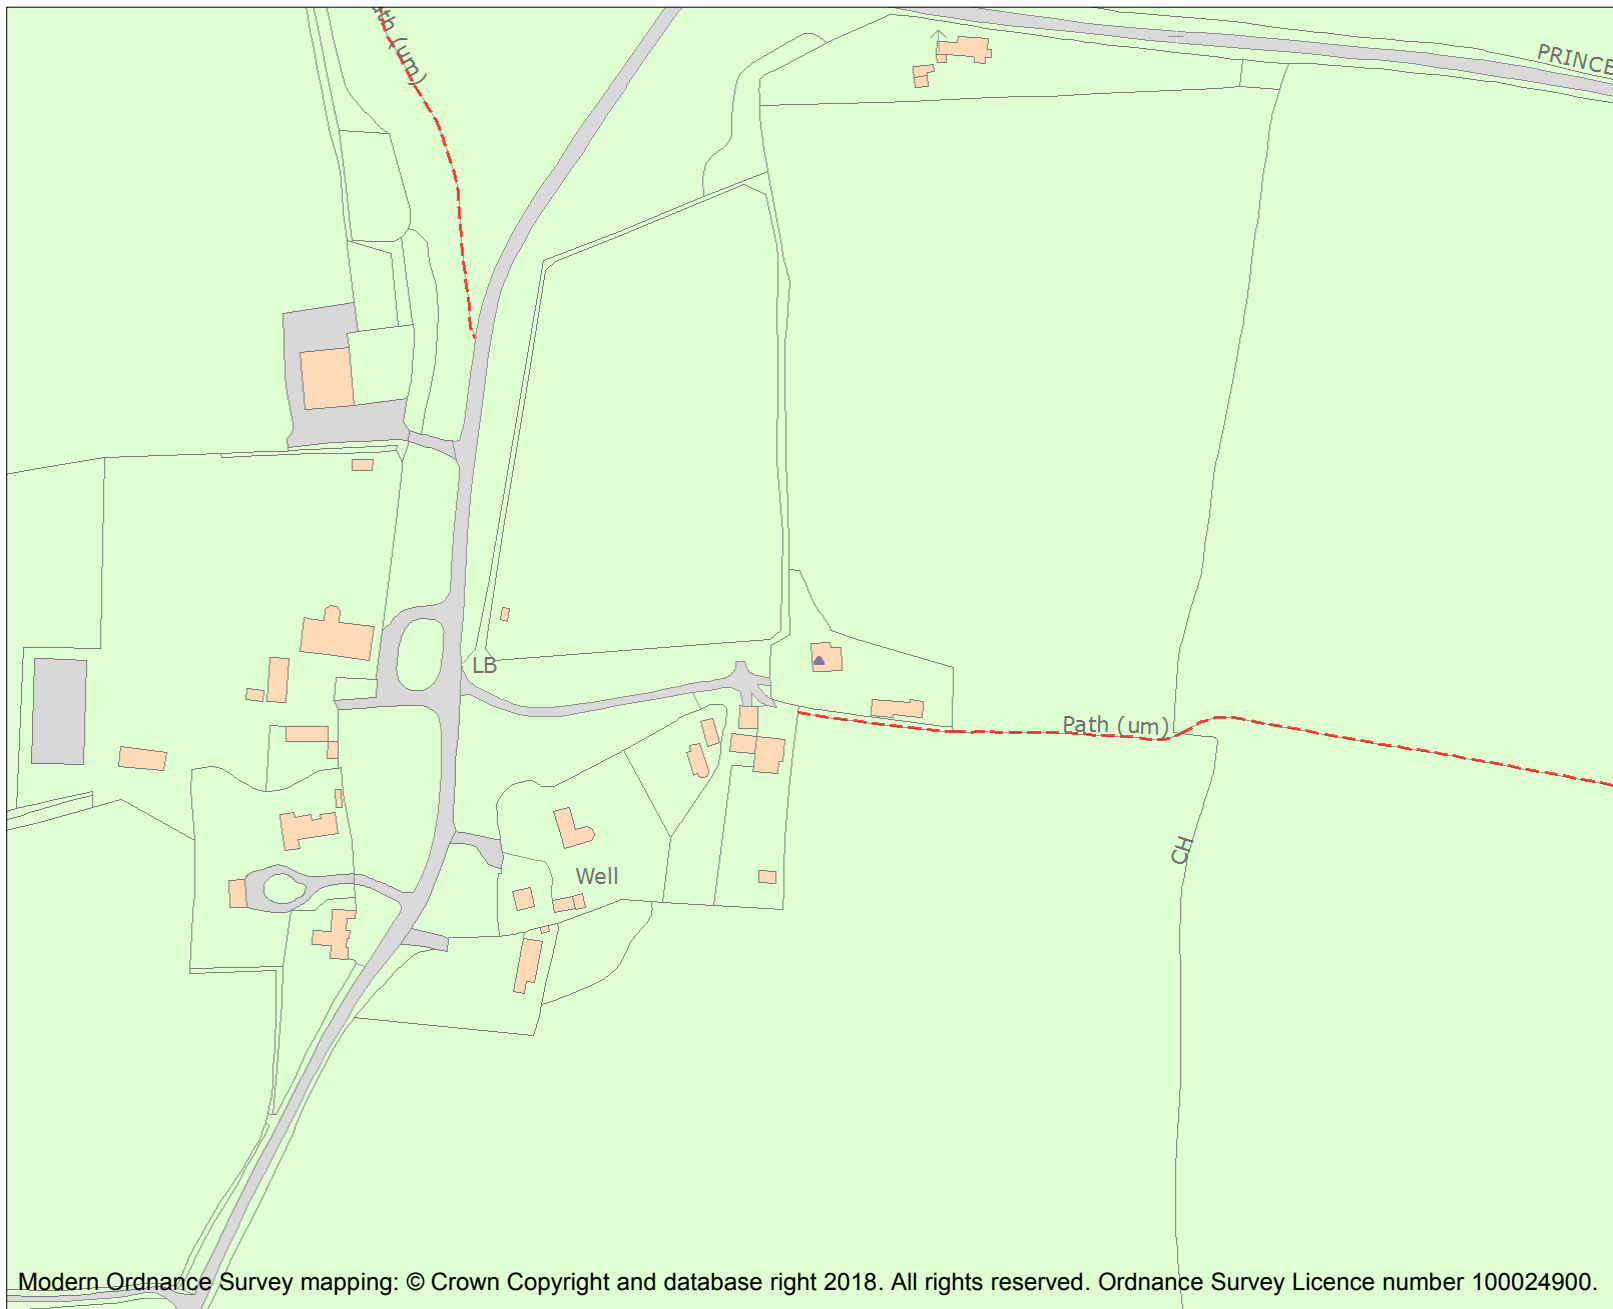 (um)
PRINCE
LB
Path (um)
CH
Well
Modern Ordnance Survey mapping: © Crown Copyright and database right 2018. All rights reserved. Ordnance Survey Licence number 100024900.